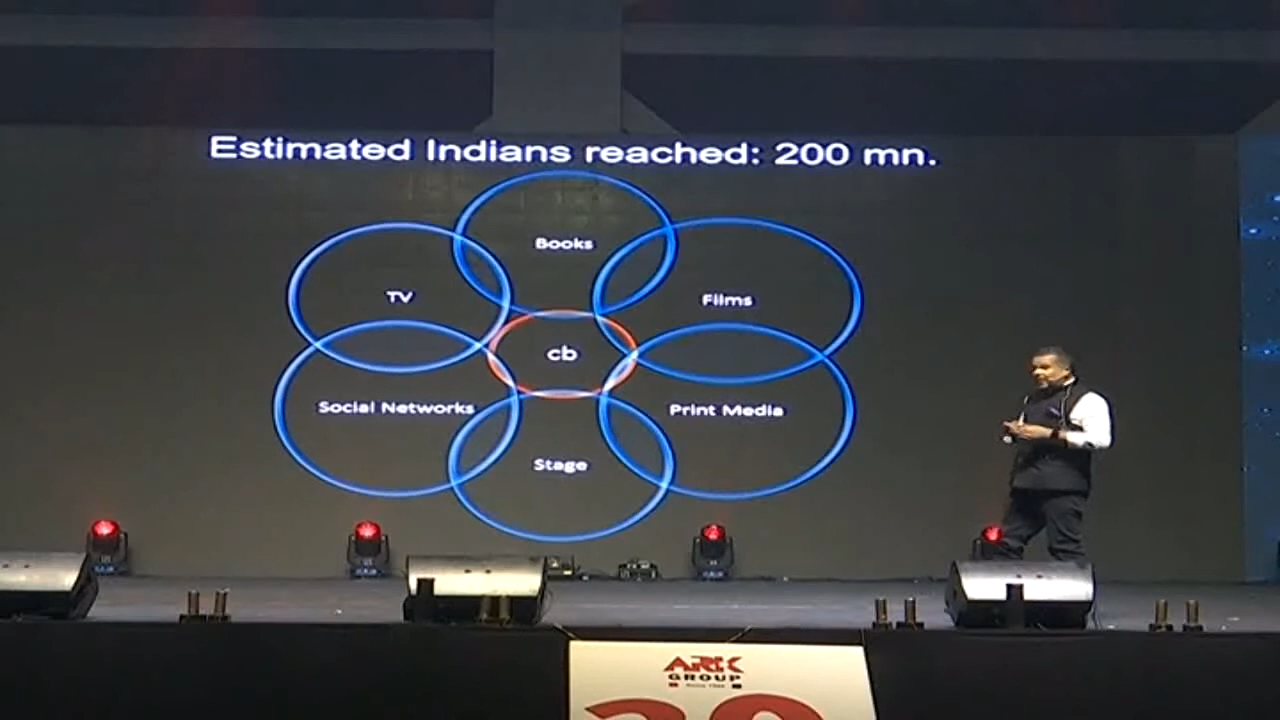 Estimated Indians reached: 200 mn.
Books
TV
Films
cb
Social Networks
Print Media
Stage
ARK
GROUP